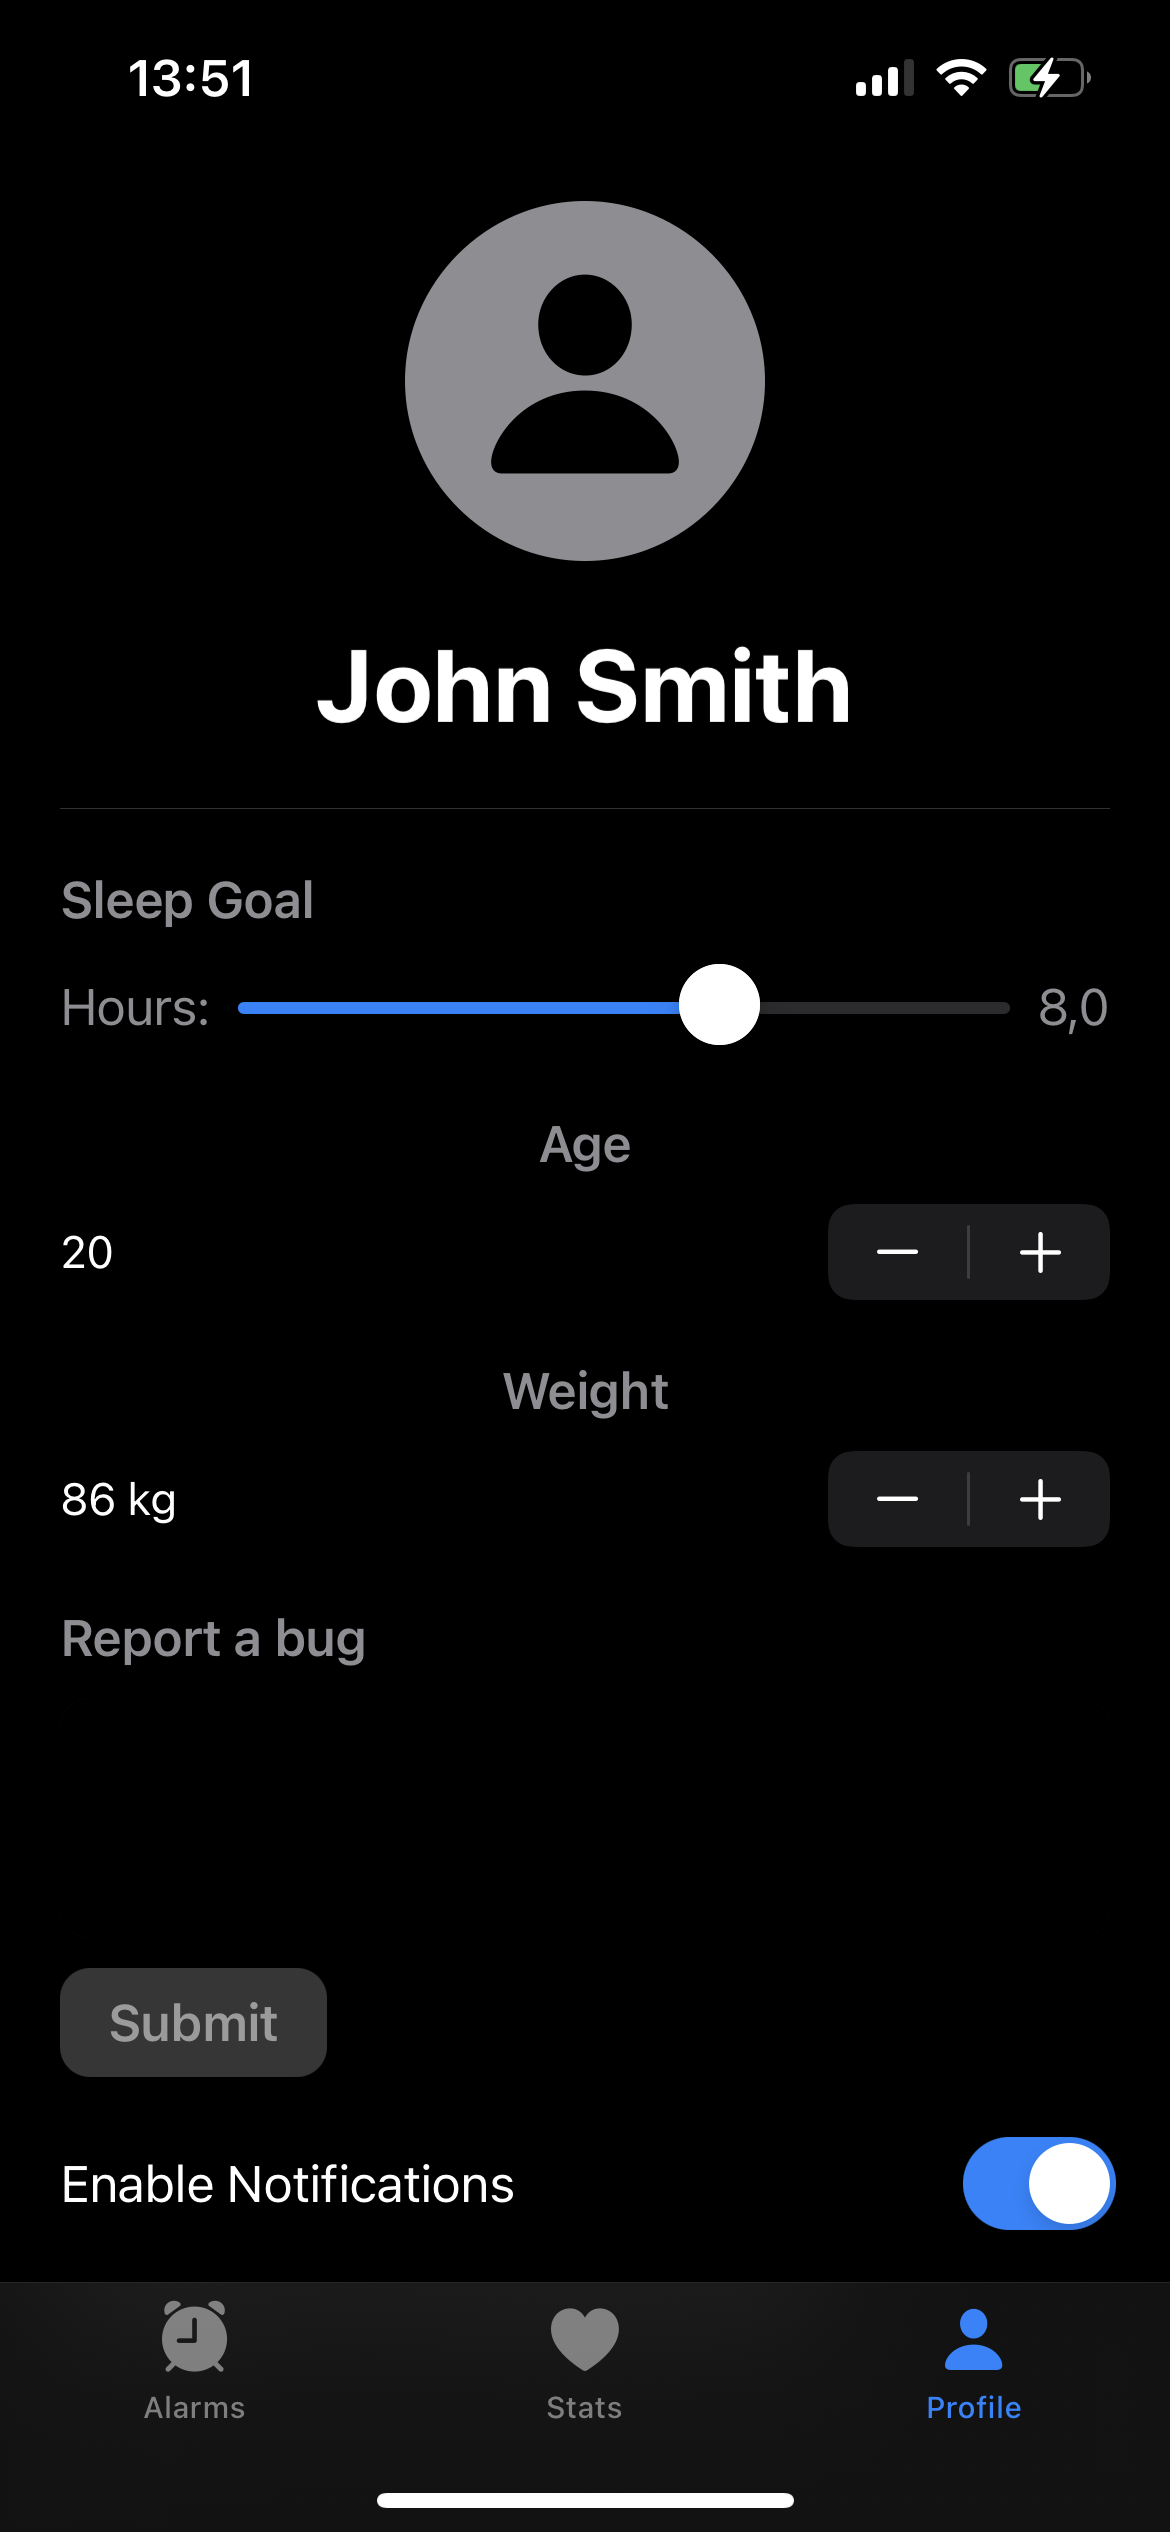 13:51
John Smith
Sleep Goal
Hours: 8,0
Age
20
Weight
86 kg
Report a bug
Submit
Enable Notifications
Alarms Stats Profile